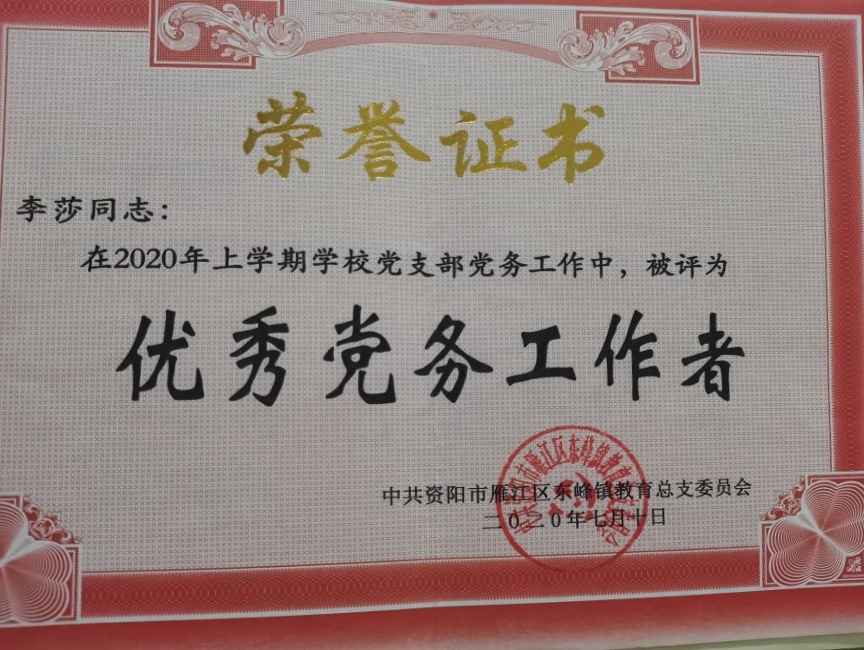 荣誉证书
李莎同志：
在2020年上学期学校党支部党务工作中，被评为
优秀党务工作者
中共资阳市雁江区东峰镇教育总支委员会
二〇二〇年七月十日